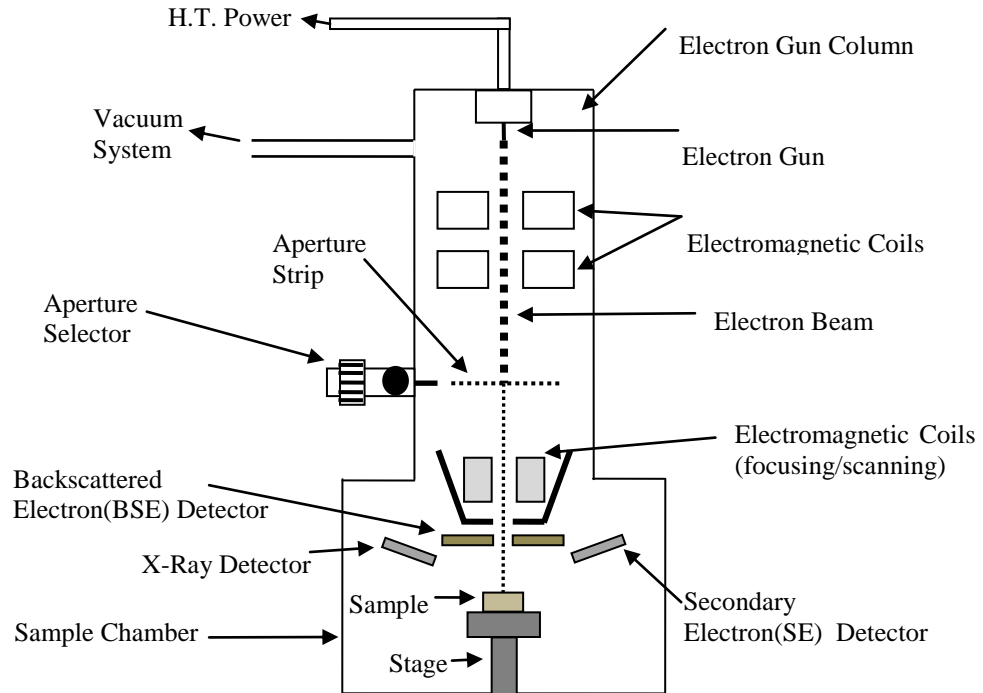 H.T. Power
Electron Gun Column
Vacuum
System
Electron Gun
Aperture
Strip
Electromagnetic Coils
Aperture
Selector
Electron Beam
Electromagnetic Coils
(focusing/scanning)
Backscattered
Electron(BSE) Detector
X-Ray Detector
Sample
Secondary
Electron(SE) Detector
Sample Chamber
Stage